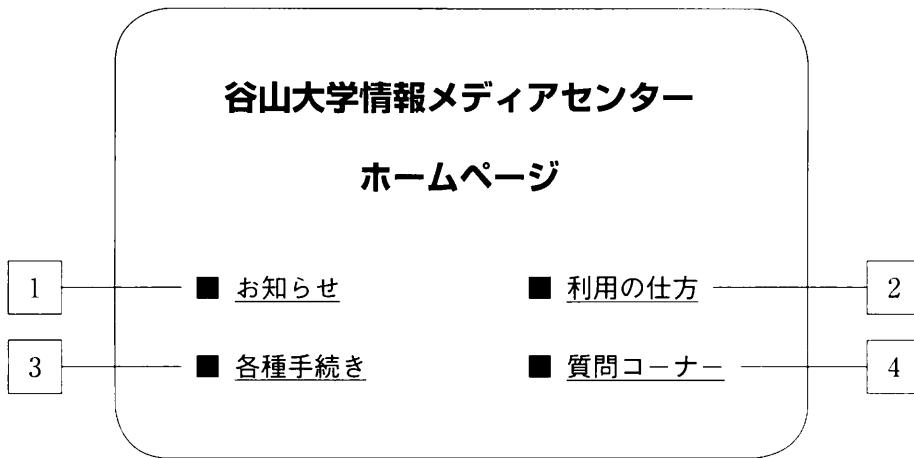 谷山大学情報メディアセンター
ホームページ
1 ■ お知らせ ■ 利用の仕方 2
3 ■ 各種手続き ■ 質問コーナー 4